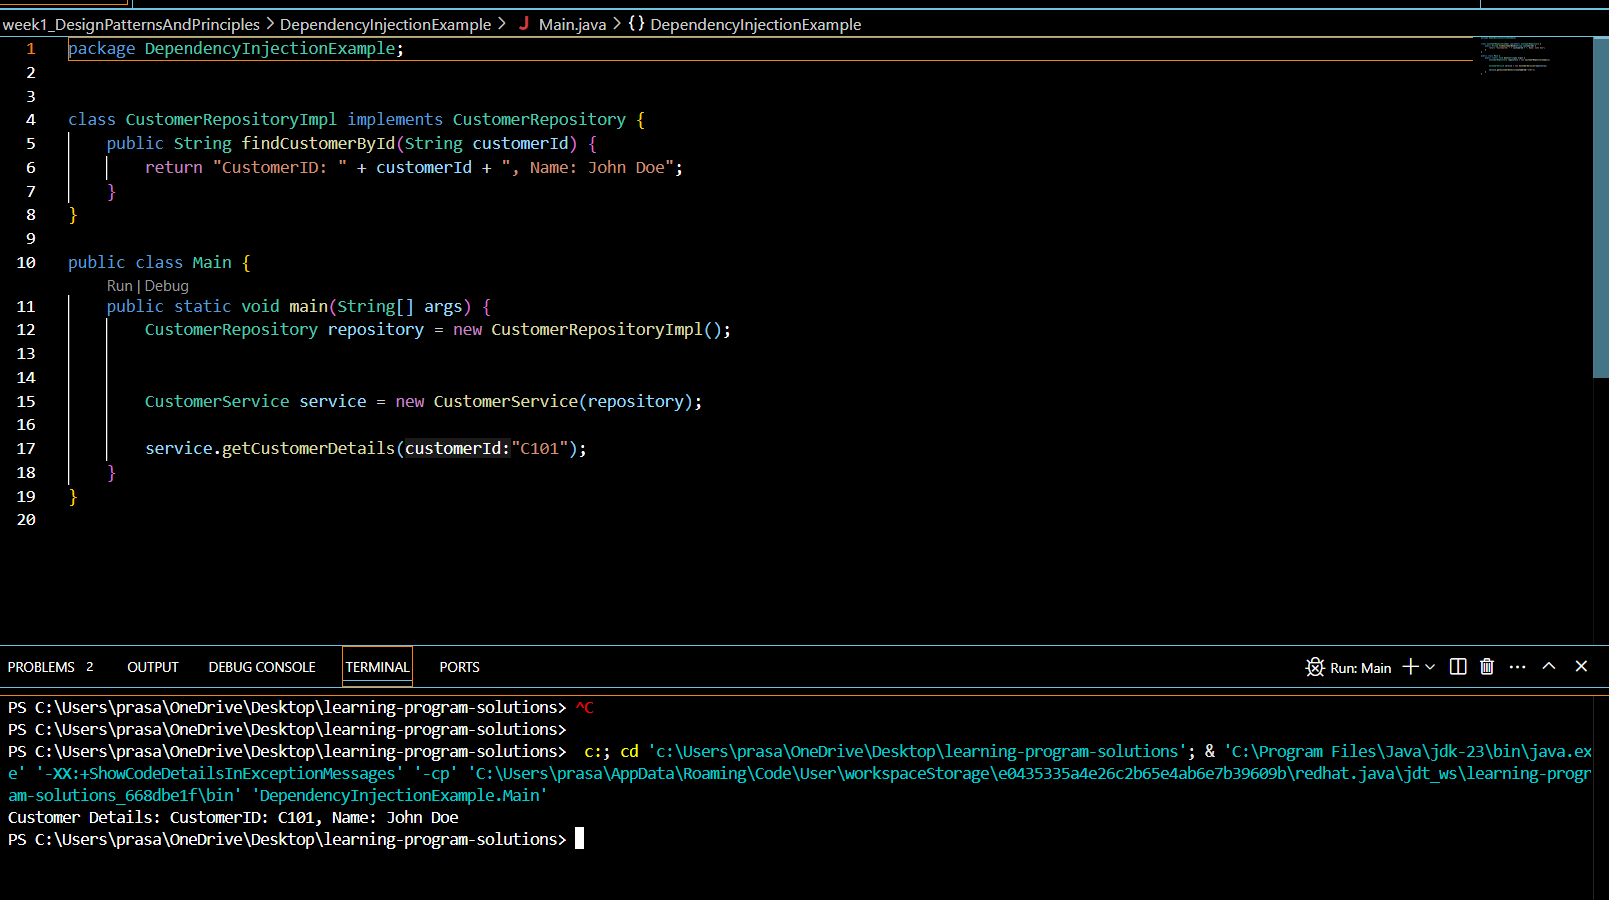 week1_DesignPatternsAndPrinciples > DependencyInjectionExample > J Main.java > {} DependencyInjectionExample
1 package DependencyInjectionExample;
2
3
4 class CustomerRepositoryImpl implements CustomerRepository {
5 public String findCustomerById(String customerId) {
6 return "CustomerID: " + customerId + ", Name: John Doe";
7 }
8 }
9
10 public class Main {
Run | Debug
11 public static void main(String[] args) {
12 CustomerRepository repository = new CustomerRepositoryImpl();
13
14
15 CustomerService service = new CustomerService(repository);
16
17 service.getCustomerDetails(customerId:"C101");
18 }
19 }
20
PROBLEMS 2 OUTPUT DEBUG CONSOLE TERMINAL PORTS Run: Main
PS C:\Users\prasa\OneDrive\Desktop\learning-program-solutions> ^C
PS C:\Users\prasa\OneDrive\Desktop\learning-program-solutions>
PS C:\Users\prasa\OneDrive\Desktop\learning-program-solutions> c:; cd 'c:\Users\prasa\OneDrive\Desktop\learning-program-solutions'; & 'C:\Program Files\Java\jdk-23\bin\java.ex
e' '-XX:+ShowCodeDetailsInExceptionMessages' '-cp' 'C:\Users\prasa\AppData\Roaming\Code\User\workspaceStorage\e0435335a4e26c2b65e4ab6e7b39609b\redhat.java\jdt_ws\learning-progr
am-solutions_668dbe1f\bin' 'DependencyInjectionExample.Main'
Customer Details: CustomerID: C101, Name: John Doe
PS C:\Users\prasa\OneDrive\Desktop\learning-program-solutions>